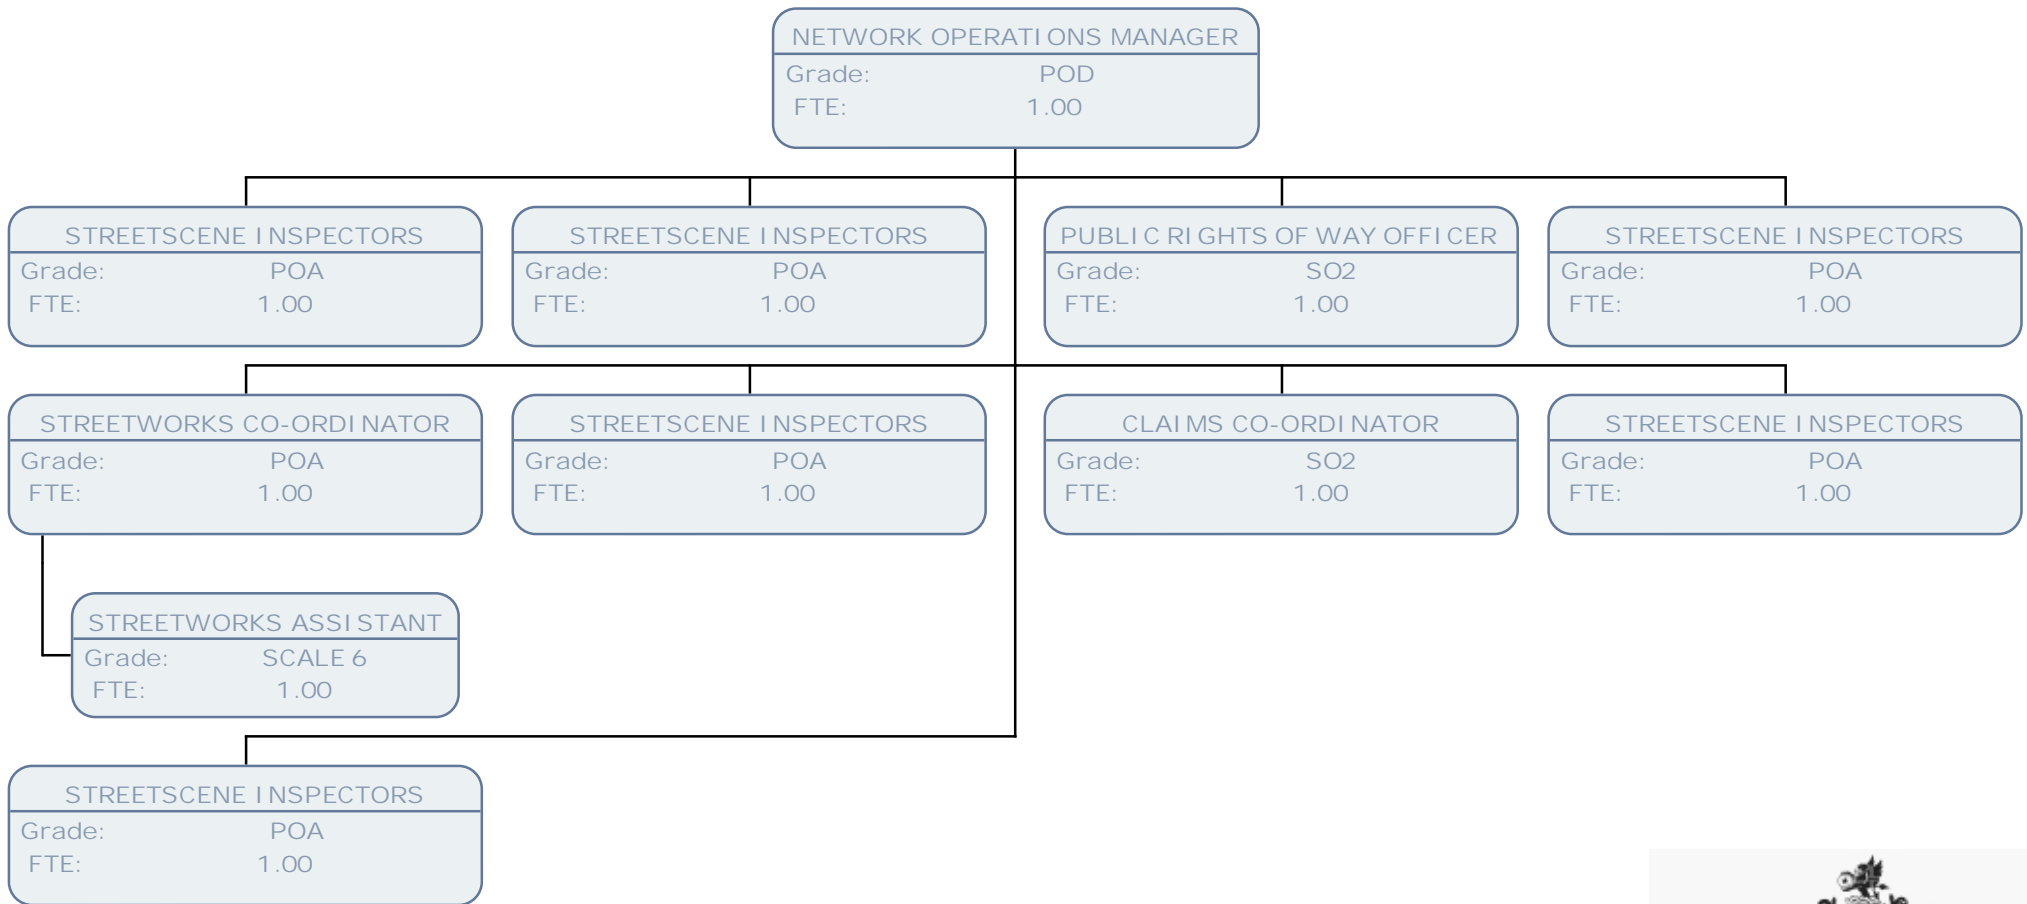 NETWORK OPERATIONS MANAGER
Grade: POD
FTE: 1.00
STREETSCENE INSPECTORS
Grade: POA
FTE: 1.00
STREETSCENE INSPECTORS
Grade: POA
FTE: 1.00
PUBLIC RIGHTS OF WAY OFFICER
Grade: SO2
FTE: 1.00
STREETSCENE INSPECTORS
Grade: POA
FTE: 1.00
STREETWORKS CO-ORDINATOR
Grade: POA
FTE: 1.00
STREETSCENE INSPECTORS
Grade: POA
FTE: 1.00
CLAIMS CO-ORDINATOR
Grade: SO2
FTE: 1.00
STREETSCENE INSPECTORS
Grade: POA
FTE: 1.00
STREETWORKS ASSISTANT
Grade: SCALE 6
FTE: 1.00
STREETSCENE INSPECTORS
Grade: POA
FTE: 1.00